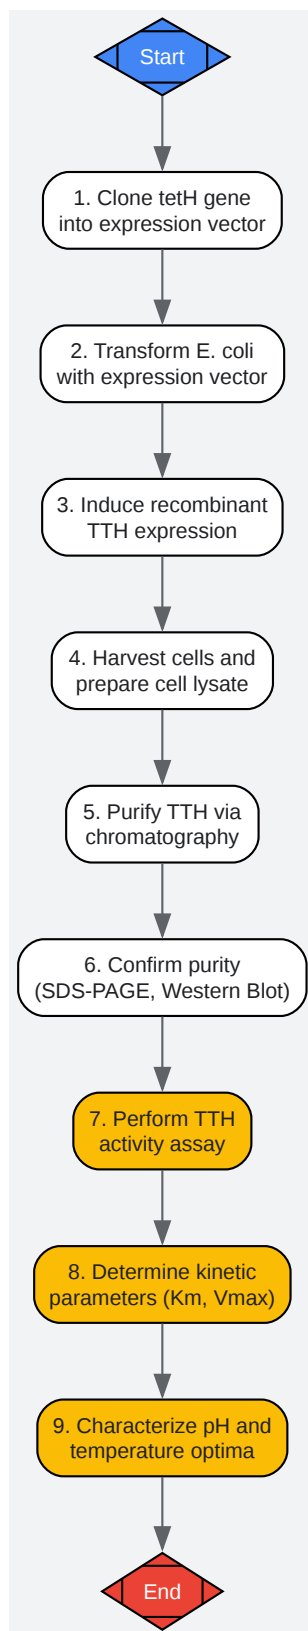 Start
1. Clone tetH gene
into expression vector
2. Transform E. coli
with expression vector
3. Induce recombinant
TTH expression
4. Harvest cells and
prepare cell lysate
5. Purify TTH via
chromatography
6. Confirm purity
(SDS-PAGE, Western Blot)
7. Perform TTH
activity assay
8. Determine kinetic
parameters (Km, Vmax)
9. Characterize pH and
temperature optima
End